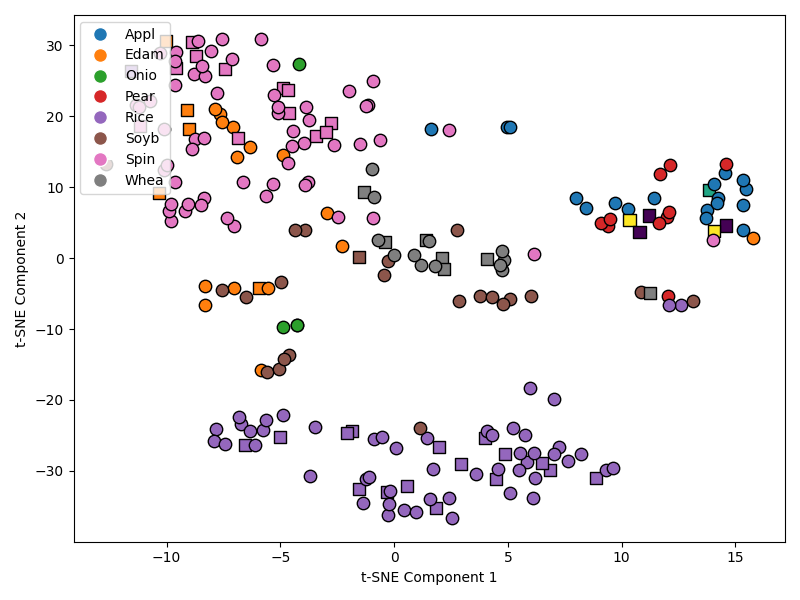 Appl
Edam
Onio
Pear
Rice
Soyb
Spin
Whea
30
20
10
0
−10
−20
−30
t-SNE Component 2
−10
−5
0
5
10
15
t-SNE Component 1